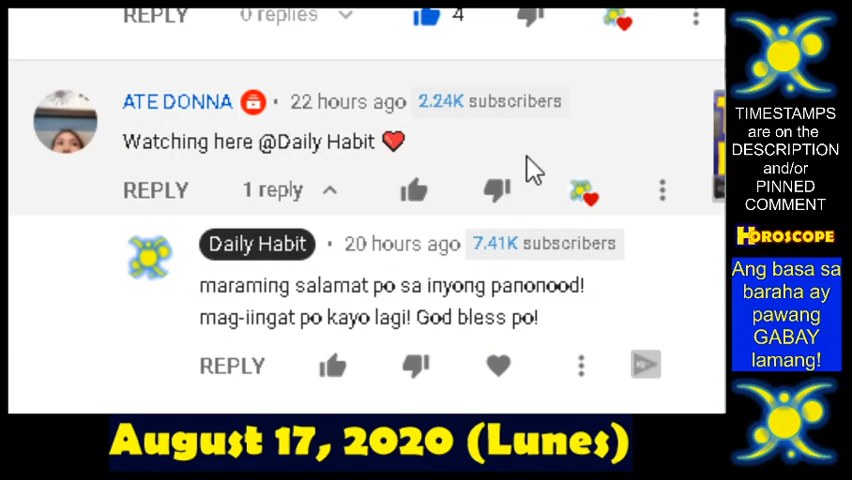 REPLY 0 replies 4
ATE DONNA • 22 hours ago 2.24K subscribers
Watching here @Daily Habit ❤️
REPLY 1 reply
Daily Habit • 20 hours ago 7.41K subscribers
maraming salamat po sa inyong panonood!
mag-iingat po kayo lagi! God bless po!
REPLY
TIMESTAMPS
are on the
DESCRIPTION
and/or
PINNED
COMMENT
HOROSCOPE
Ang basa sa
baraha ay
pawang
GABAY
lamang!
August 17, 2020 (Lunes)